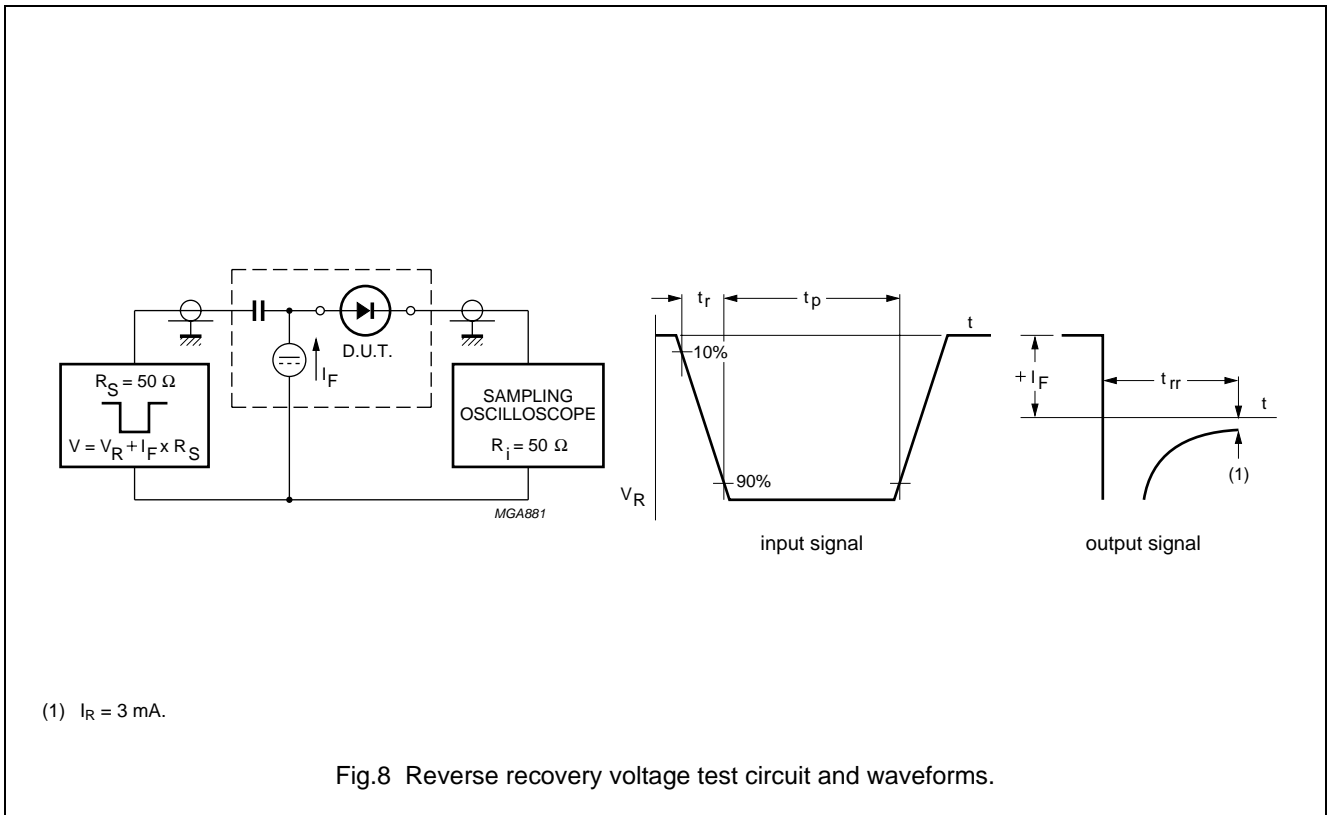 R_S = 50 Ω
V = V_R + I_F x R_S
I_F
D.U.T.
SAMPLING
OSCILLOSCOPE
R_i = 50 Ω
MGA881
t_r
t_p
t
10%
90%
V_R
input signal
+ I_F
t_rr
t
(1)
output signal
(1) I_R = 3 mA.
Fig.8 Reverse recovery voltage test circuit and waveforms.